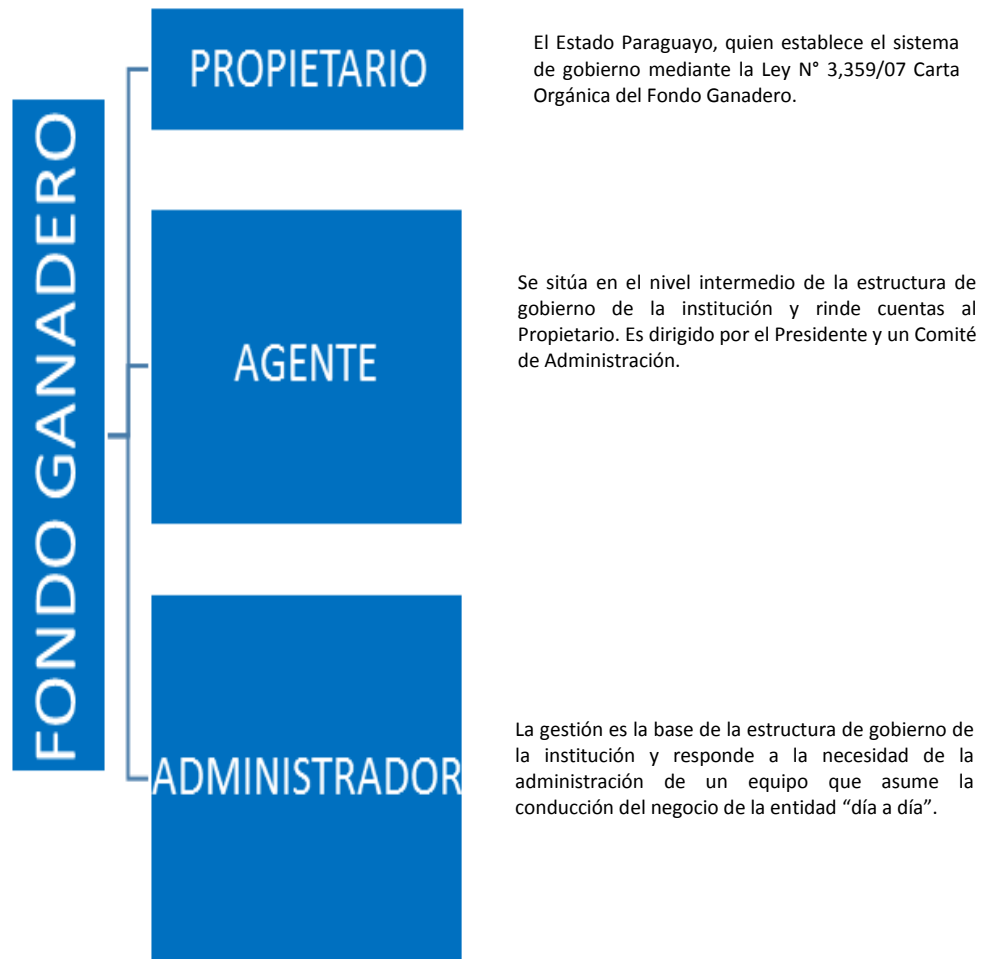 FONDO GANADERO
PROPIETARIO
El Estado Paraguayo, quien establece el sistema
de gobierno mediante la Ley N° 3,359/07 Carta
Orgánica del Fondo Ganadero.
AGENTE
Se sitúa en el nivel intermedio de la estructura de
gobierno de la institución y rinde cuentas al
Propietario. Es dirigido por el Presidente y un Comité
de Administración.
ADMINISTRADOR
La gestión es la base de la estructura de gobierno de
la institución y responde a la necesidad de la
administración de un equipo que asume la
conducción del negocio de la entidad “día a día”.